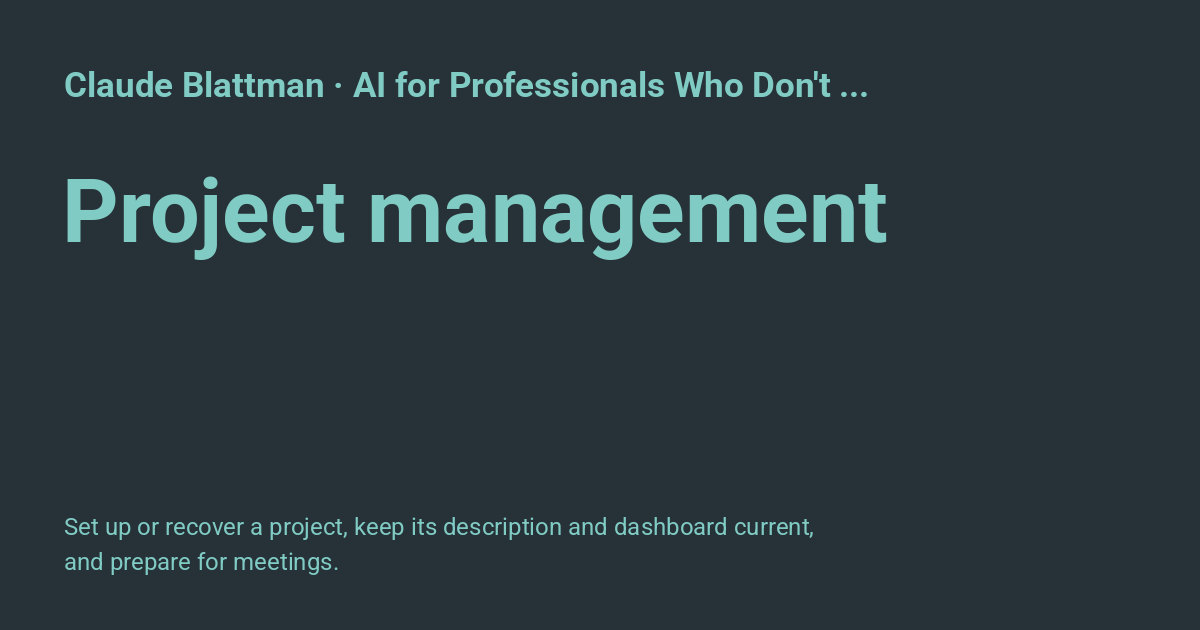 Claude Blattman · AI for Professionals Who Don't ...
Project management
Set up or recover a project, keep its description and dashboard current,
and prepare for meetings.